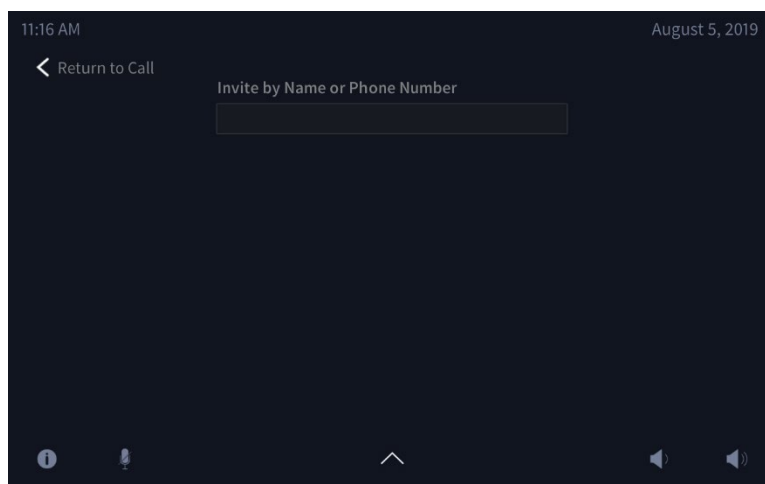 11:16 AM
August 5, 2019
Return to Call
Invite by Name or Phone Number